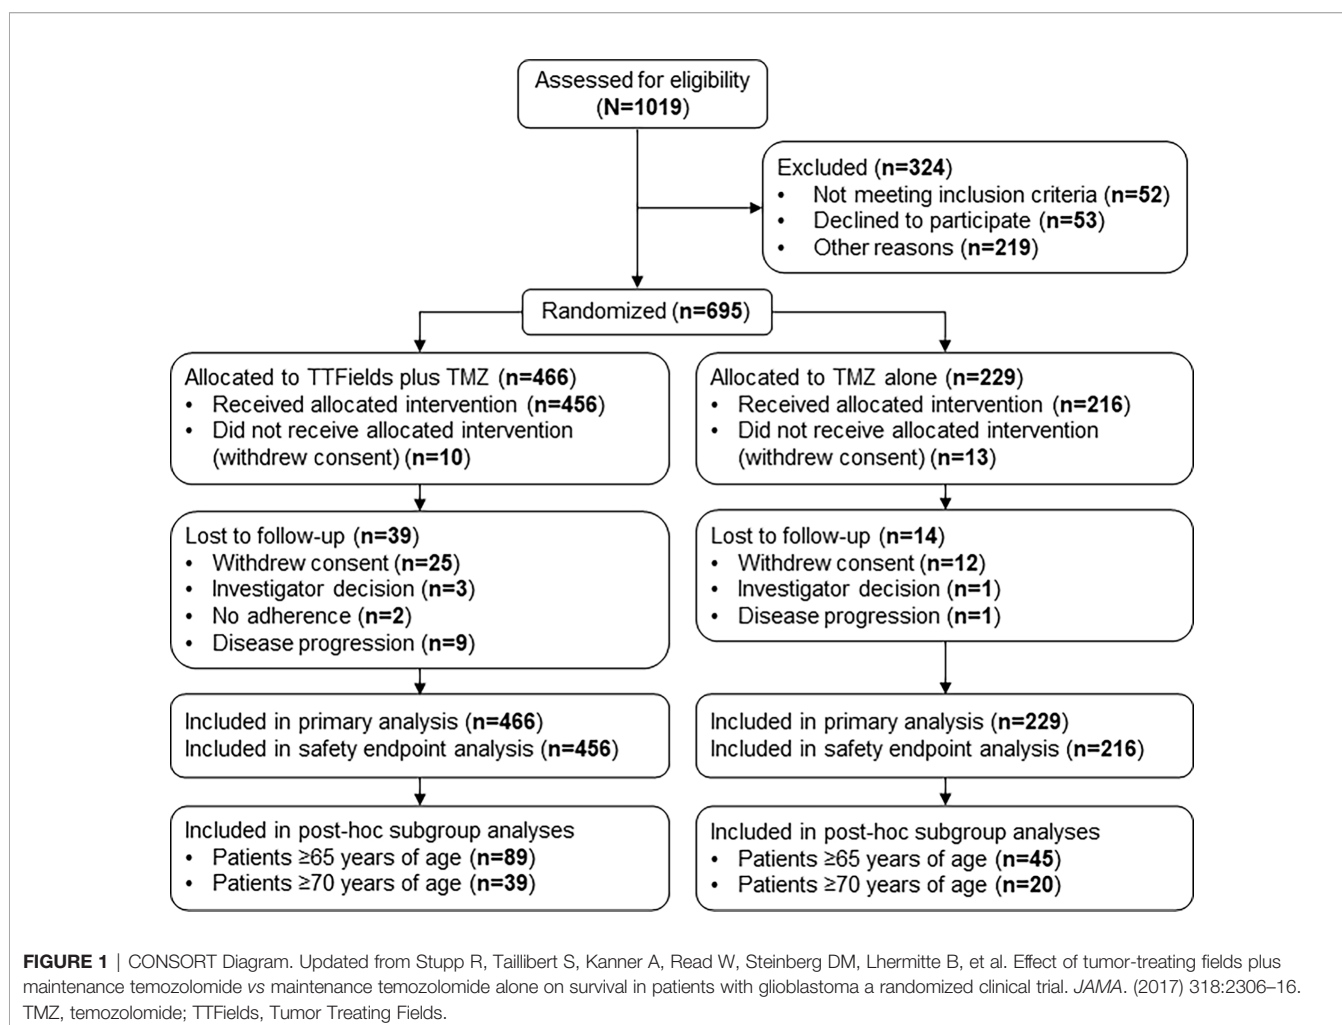 Assessed for eligibility
(N=1019)
Excluded (n=324)
• Not meeting inclusion criteria (n=52)
• Declined to participate (n=53)
• Other reasons (n=219)
Randomized (n=695)
Allocated to TTFields plus TMZ (n=466)
• Received allocated intervention (n=456)
• Did not receive allocated intervention
(withdrew consent) (n=10)
Allocated to TMZ alone (n=229)
• Received allocated intervention (n=216)
• Did not receive allocated intervention
(withdrew consent) (n=13)
Lost to follow-up (n=39)
• Withdrew consent (n=25)
• Investigator decision (n=3)
• No adherence (n=2)
• Disease progression (n=9)
Lost to follow-up (n=14)
• Withdrew consent (n=12)
• Investigator decision (n=1)
• Disease progression (n=1)
Included in primary analysis (n=466)
Included in safety endpoint analysis (n=456)
Included in primary analysis (n=229)
Included in safety endpoint analysis (n=216)
Included in post-hoc subgroup analyses
• Patients ≥65 years of age (n=89)
• Patients ≥70 years of age (n=39)
Included in post-hoc subgroup analyses
• Patients ≥65 years of age (n=45)
• Patients ≥70 years of age (n=20)
FIGURE 1 | CONSORT Diagram. Updated from Stupp R, Taillibert S, Kanner A, Read W, Steinberg DM, Lhermitte B, et al. Effect of tumor-treating fields plus
maintenance temozolomide vs maintenance temozolomide alone on survival in patients with glioblastoma a randomized clinical trial. JAMA. (2017) 318:2306–16.
TMZ, temozolomide; TTFields, Tumor Treating Fields.